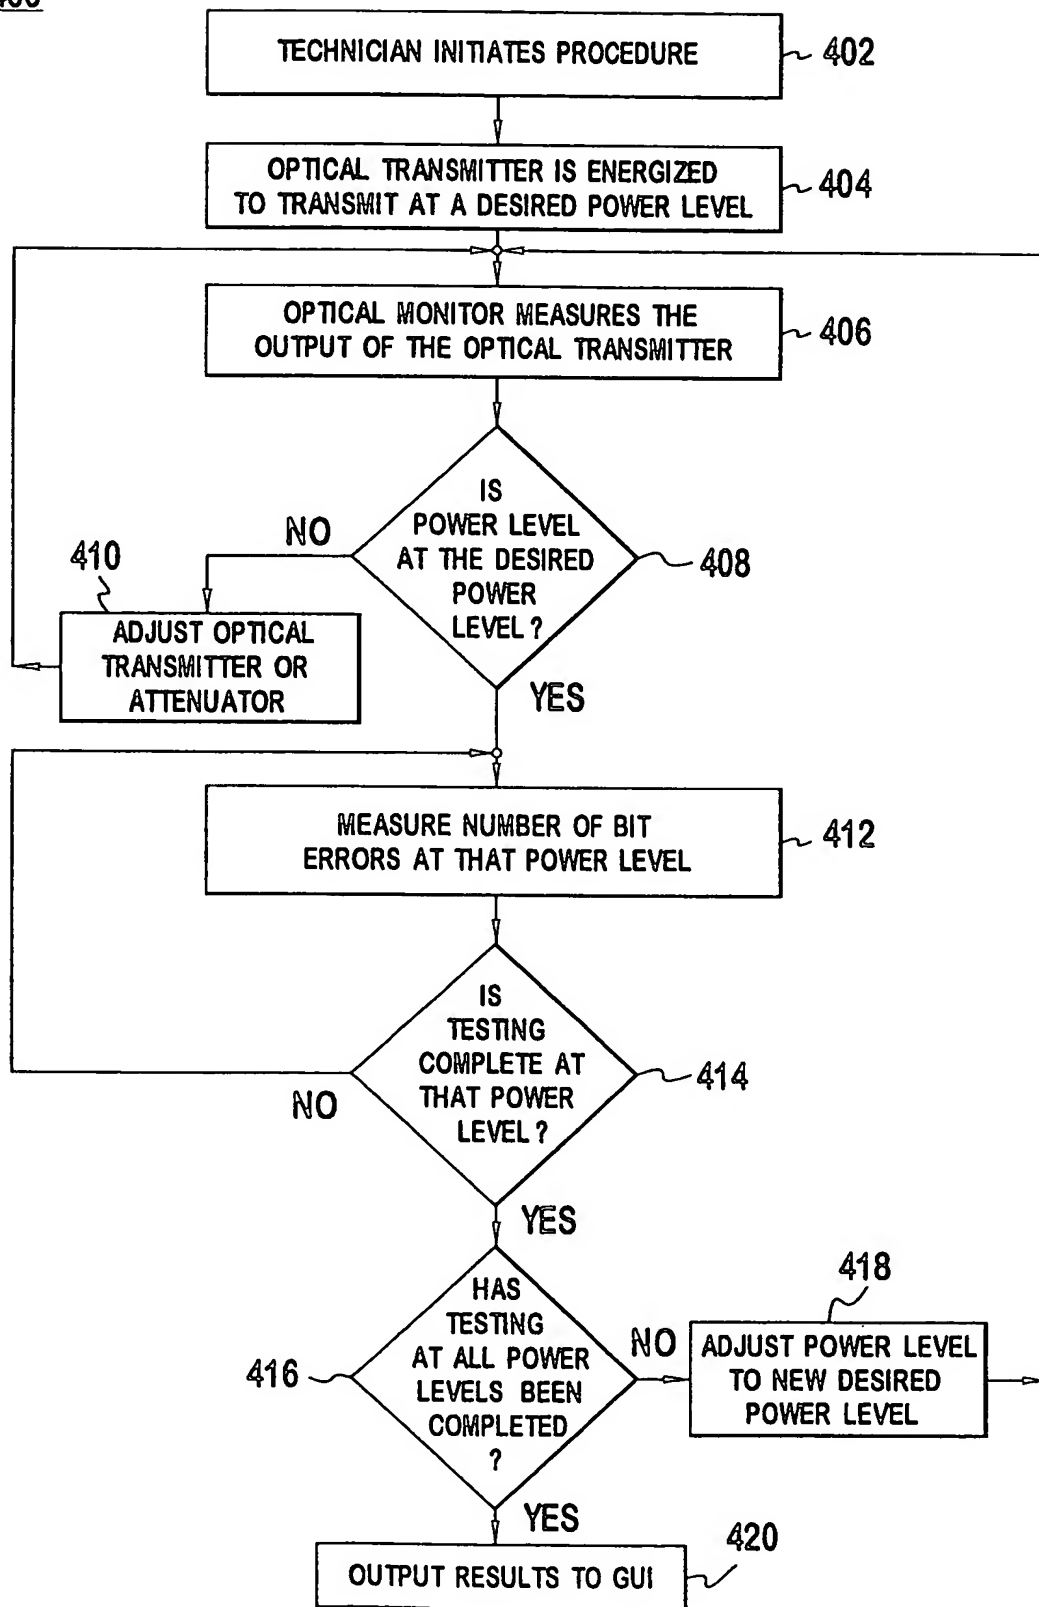 TECHNICIAN INITIATES PROCEDURE
402
OPTICAL TRANSMITTER IS ENERGIZED
TO TRANSMIT AT A DESIRED POWER LEVEL
404
OPTICAL MONITOR MEASURES THE
OUTPUT OF THE OPTICAL TRANSMITTER
406
IS
POWER LEVEL
AT THE DESIRED
POWER
LEVEL?
408
NO
410
ADJUST OPTICAL
TRANSMITTER OR
ATTENUATOR
YES
MEASURE NUMBER OF BIT
ERRORS AT THAT POWER LEVEL
412
IS
TESTING
COMPLETE AT
THAT POWER
LEVEL?
414
NO
YES
HAS
TESTING
AT ALL POWER
LEVELS BEEN
COMPLETED
?
416
NO
418
ADJUST POWER LEVEL
TO NEW DESIRED
POWER LEVEL
YES
OUTPUT RESULTS TO GUI
420